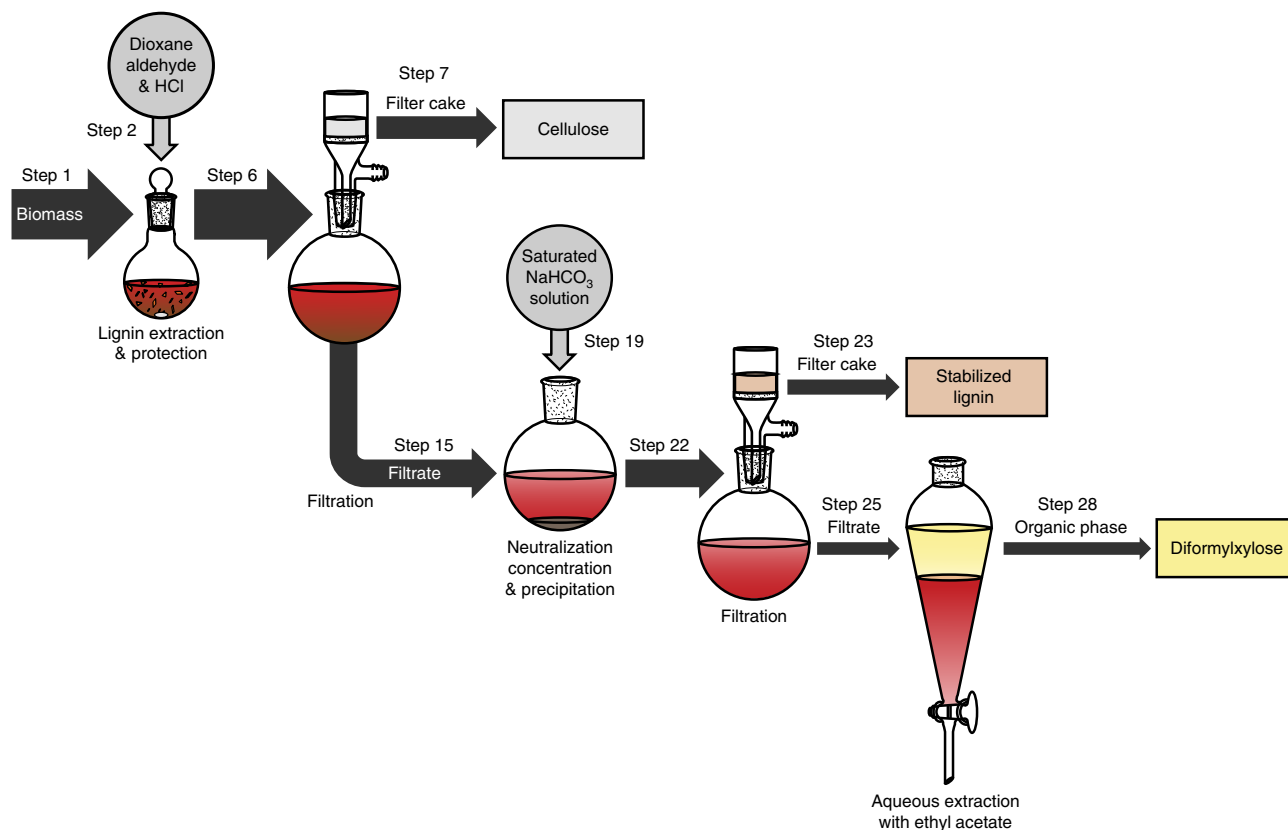 Dioxane
aldehyde
& HCl
Step 2
Step 1
Biomass
Lignin extraction
& protection
Step 6
Step 7
Filter cake
Cellulose
Filtration
Step 15
Filtrate
Saturated
NaHCO₃
solution
Step 19
Neutralization
concentration
& precipitation
Step 22
Step 23
Filter cake
Stabilized
lignin
Filtration
Step 25
Filtrate
Step 28
Organic phase
Diformylxylose
Aqueous extraction
with ethyl acetate